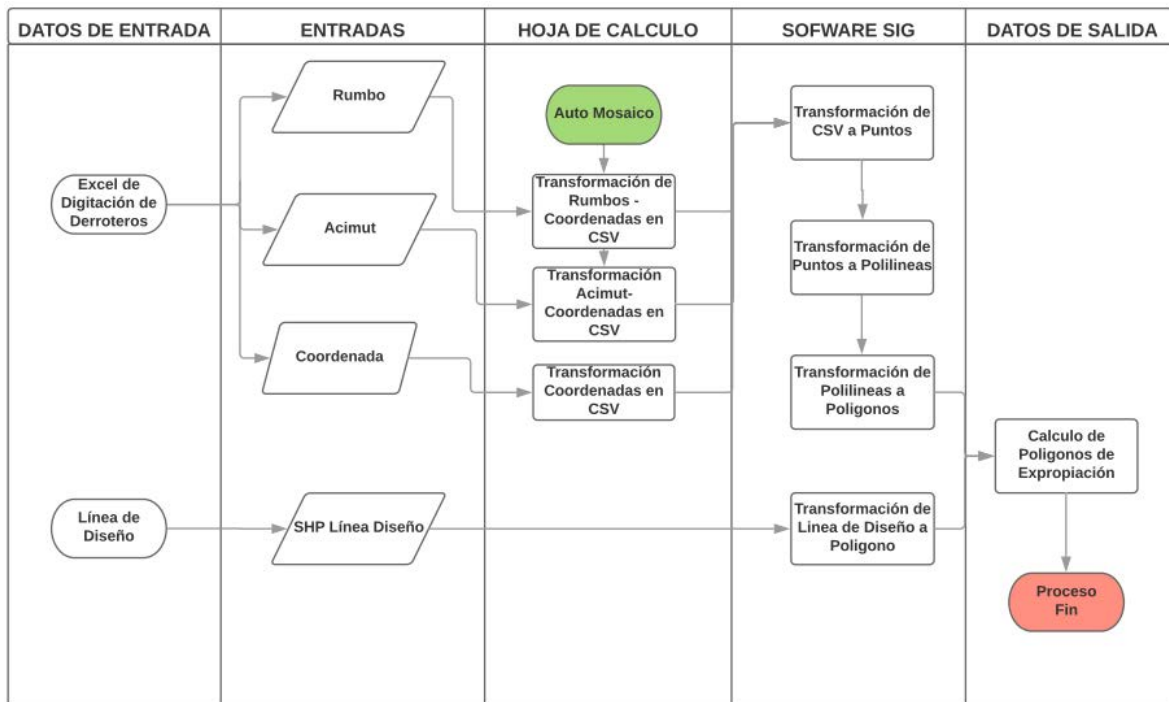 DATOS DE ENTRADA
ENTRADAS
HOJA DE CALCULO
SOFWARE SIG
DATOS DE SALIDA
Excel de
Digitación de
Derroteros
Línea de
Diseño
Rumbo
Acimut
Coordenada
SHP Línea Diseño
Auto Mosaico
Transformación de
Rumbos -
Coordenadas en
CSV
Transformación
Acimut-
Coordenadas en
CSV
Transformación
Coordenadas en
CSV
Transformación de
CSV a Puntos
Transformación de
Puntos a Polilineas
Transformación de
Polilineas a
Poligonos
Transformación de
Linea de Diseño a
Poligono
Calculo de
Poligonos de
Expropiación
Proceso
Fin